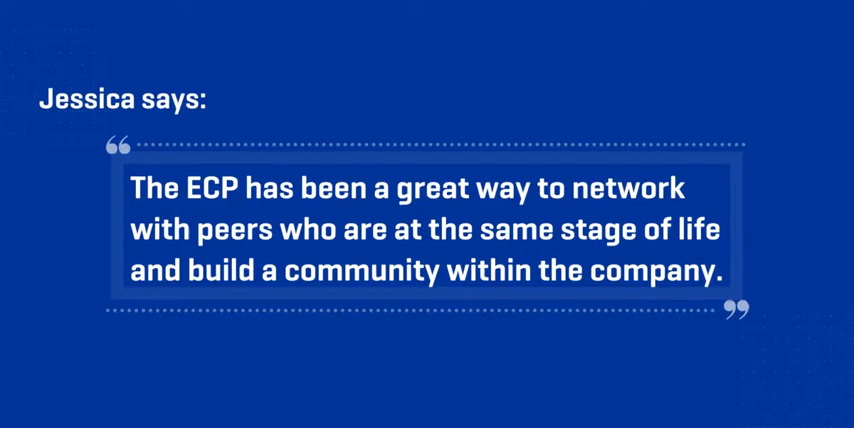 Jessica says:
“
The ECP has been a great way to network
with peers who are at the same stage of life
and build a community within the company.
”